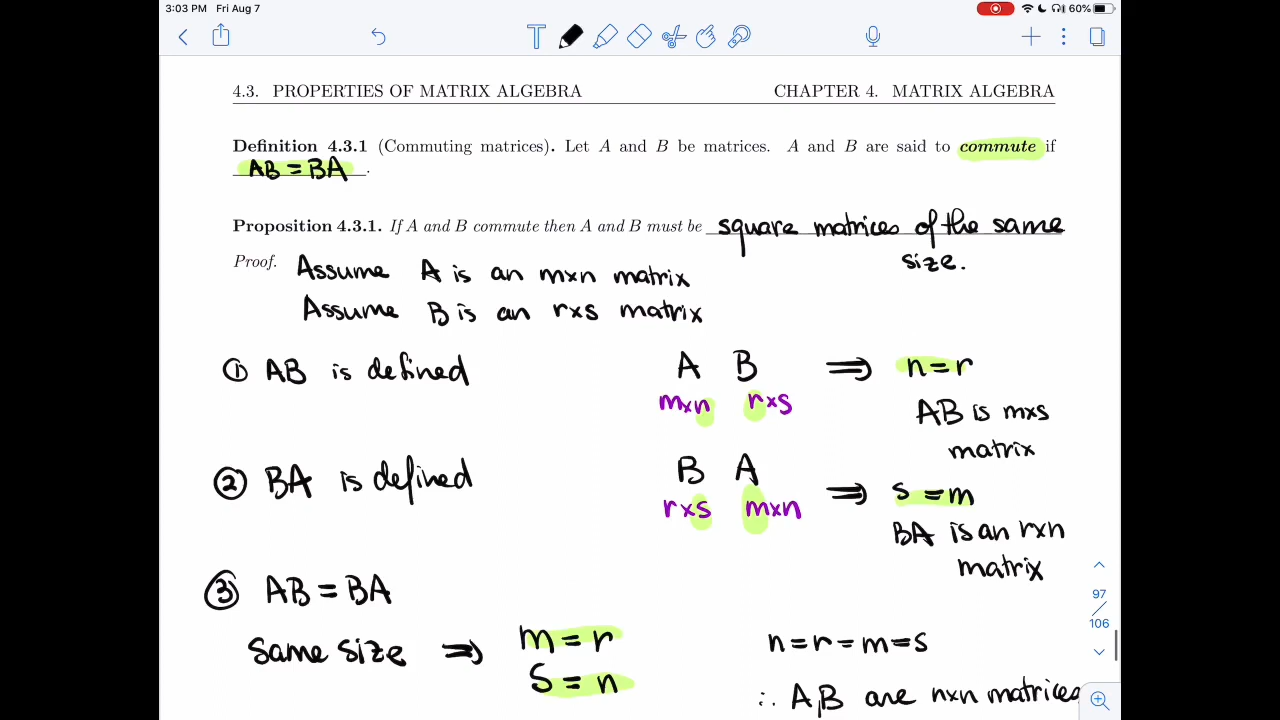 3:03 PM Fri Aug 7
60%
4.3. PROPERTIES OF MATRIX ALGEBRA CHAPTER 4. MATRIX ALGEBRA
Definition 4.3.1 (Commuting matrices). Let A and B be matrices. A and B are said to commute if
AB = BA.
Proposition 4.3.1. If A and B commute then A and B must be square matrices of the same
size.
Proof. Assume A is an m×n matrix
Assume B is an r×s matrix
① AB is defined A B ⟹ n = r
m×n r×s
AB is m×s
matrix
② BA is defined B A ⟹ s = m
r×s m×n
BA is an r×n
matrix
③ AB = BA
Same size ⟹ m = r
s = n
n = r = m = s
∴ A, B are n×n matrices
97
106